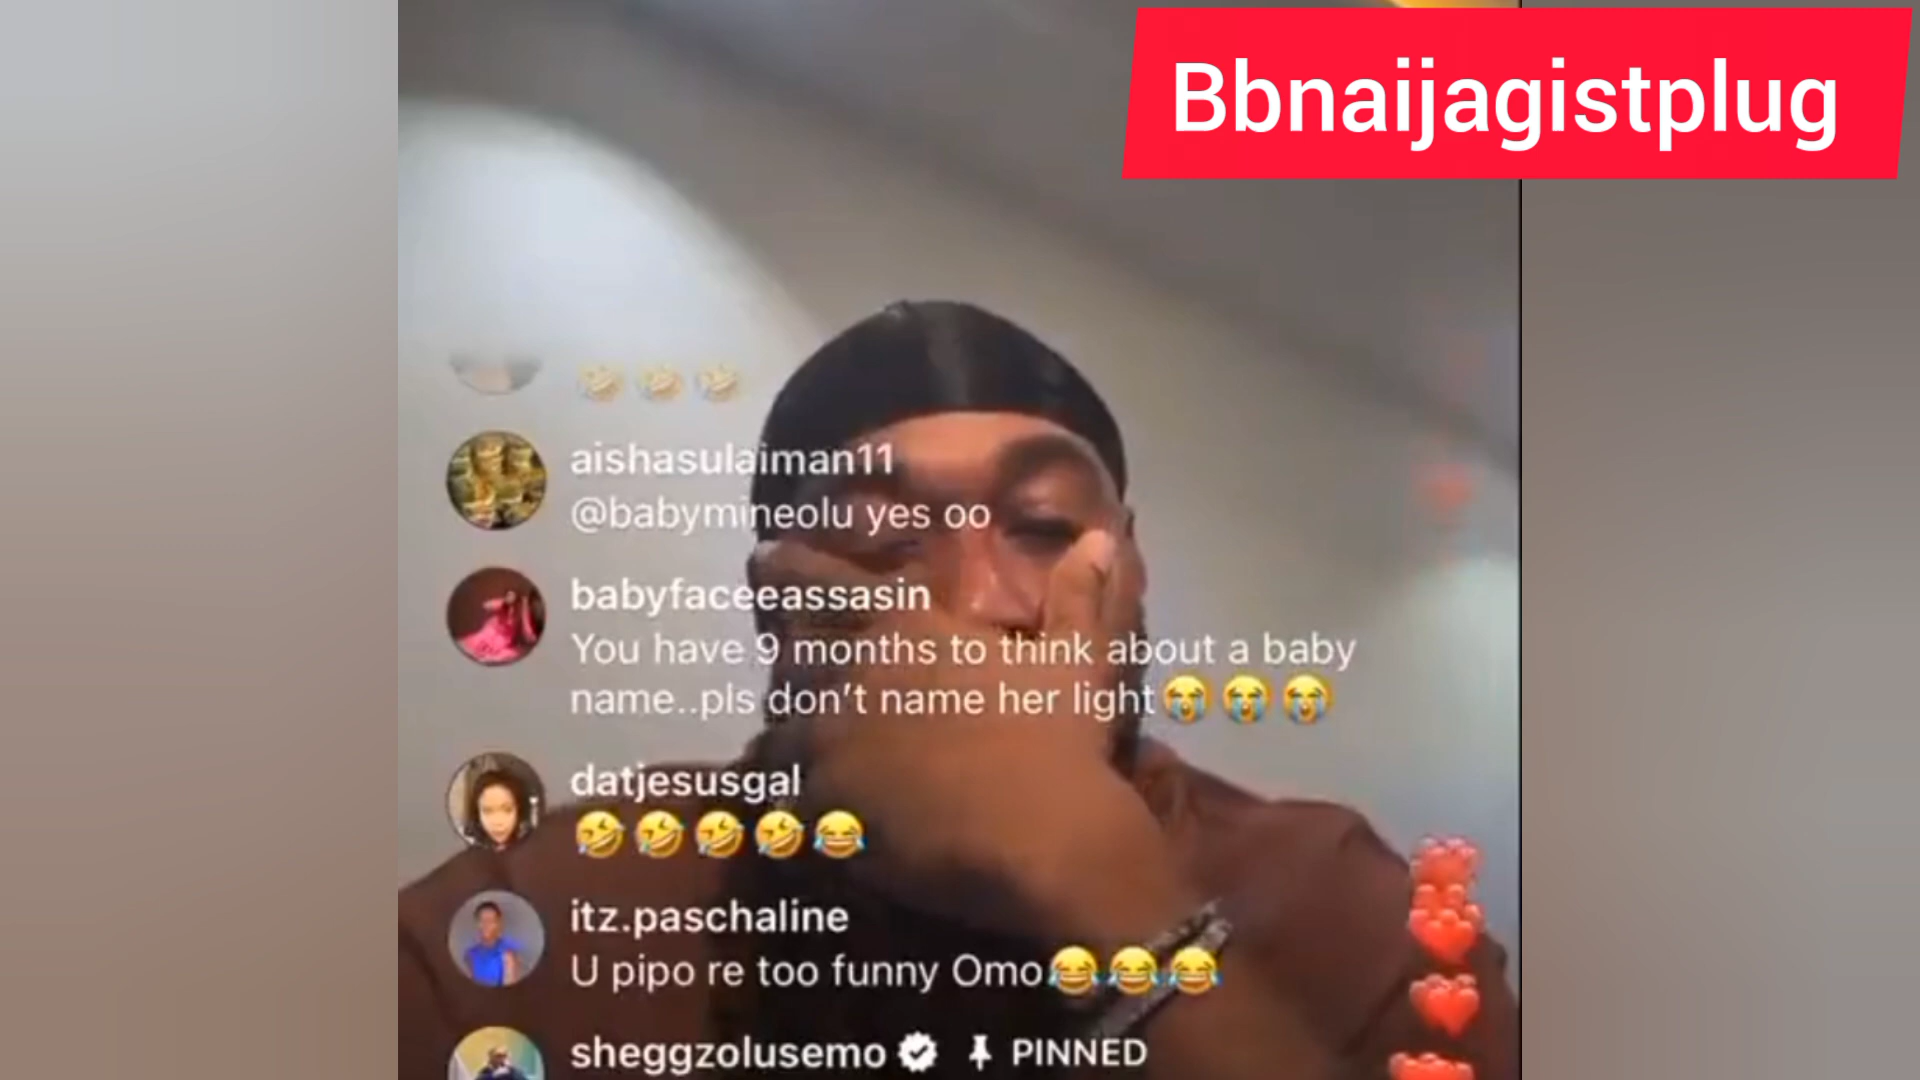 Bbnaijagistplug
aishasulaiman11
@babymineolu yes oo
babyfaceeassasin
You have 9 months to think about a baby
name..pls don't name her light😭😭😭
datjesusgal
🤣🤣🤣🤣😂
itz.paschaline
U pipo re too funny Omo😂😂😂
sheggzolusemo PINNED